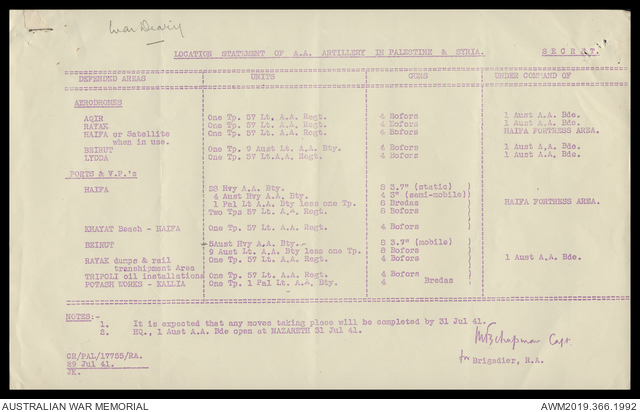 War Diary
LOCATION STATEMENT OF A.A. ARTILLERY IN PALESTINE & SYRIA. SECRET.
DEFENDED AREAS UNITS GUNS UNDER COMMAND OF
AERODROMES
AQIR One Tp. 57 Lt. A.A. Regt. 4 Bofors 1 Aust A.A. Bde.
RAYAK One Tp. 57 Lt. A.A. Regt. 4 Bofors 1 Aust A.A. Bde.
HAIFA or Satellite One Tp. 57 Lt. A.A. Regt. 4 Bofors HAIFA FORTRESS AREA.
when in use.
BEIRUT One Tp. 9 Aust Lt. A.A. Bty. 4 Bofors 1 Aust A.A. Bde.
LYDDA One Tp. 57 Lt.A.A. Regt. 4 Bofors 1 Aust A.A. Bde.
PORTS & V.P.'s
HAIFA 28 Hvy A.A. Bty. 8 3.7" (static) )
4 Aust Hvy A.A. Bty. 4 3" (semi-mobile) )
1 Pal Lt A.A. Bty less one Tp. 8 Bredas ) HAIFA FORTRESS AREA.
Two Tps 57 Lt. A.A. Regt. 8 Bofors )
KHAYAT Beach - HAIFA One Tp. 57 Lt. A.A. Regt. 4 Bofors )
BEIRUT 5Aust Hvy A.A. Bty. 8 3.7" (mobile) )
9 Aust Lt. A.A. Bty less one Tp. 8 Bofors )
RAYAK dumps & rail One Tp. 57 Lt. A.A. Regt. 4 Bofors ) 1 Aust A.A. Bde.
transhipment Area
TRIPOLI oil installations One Tp. 57 Lt. A.A. Regt. 4 Bofors )
POTASH WORKS - KALLIA One Tp. 1 Pal Lt. A.A. Bty. 4 Bredas
NOTES:-
1. It is expected that any moves taking place will be completed by 31 Jul 41.
2. HQ., 1 Aust A.A. Bde open at NAZARETH 31 Jul 41.
Chapman Capt.
for Brigadier, R.A.
CR/PAL/17755/RA.
29 Jul 41.
JK.
AUSTRALIAN WAR MEMORIAL AWM2019.366.1992